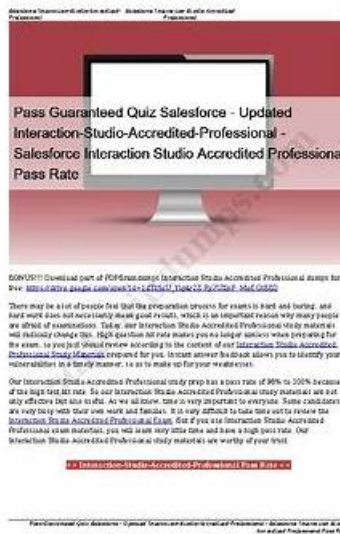 Pass Guaranteed Quiz Salesforce - Updated
Interaction-Studio-Accredited-Professional -
Salesforce Interaction Studio Accredited Professional
Pass Rate
BONUS!!! Download part of Interaction Studio Accredited Professional dumps for
free:
There may be a lot of people feel that the preparation process for exams is hard and boring, and
hard work does not necessarily mean good results, which is an important reason why many people
are afraid of examinations. Today, our Interaction Studio Accredited Professional study materials
will radically change this. High question hit rate makes you no longer aimless when preparing for
the exam, so you just should review according to the content of our Interaction Studio Accredited
Professional Study Materials prepared for you. Instant answer feedback allows you to identify your
vulnerabilities in a timely manner, so as to make up for your weaknesses.
Our Interaction Studio Accredited Professional study prep has a pass rate of 98% to 100% because
of the high test hit rate. So our Interaction Studio Accredited Professional study materials are not
only effective but also useful. As we all know, time is very important to everyone. Some candidates
are very busy with their own work and families. It is very difficult to take time out to review the
Interaction Studio Accredited Professional Exam. But if you use Interaction Studio Accredited
Professional exam materials, you will learn very little time and have a high pass rate. Our
Interaction Studio Accredited Professional study materials are worthy of your trust.
>> Interaction-Studio-Accredited-Professional Pass Rate <<